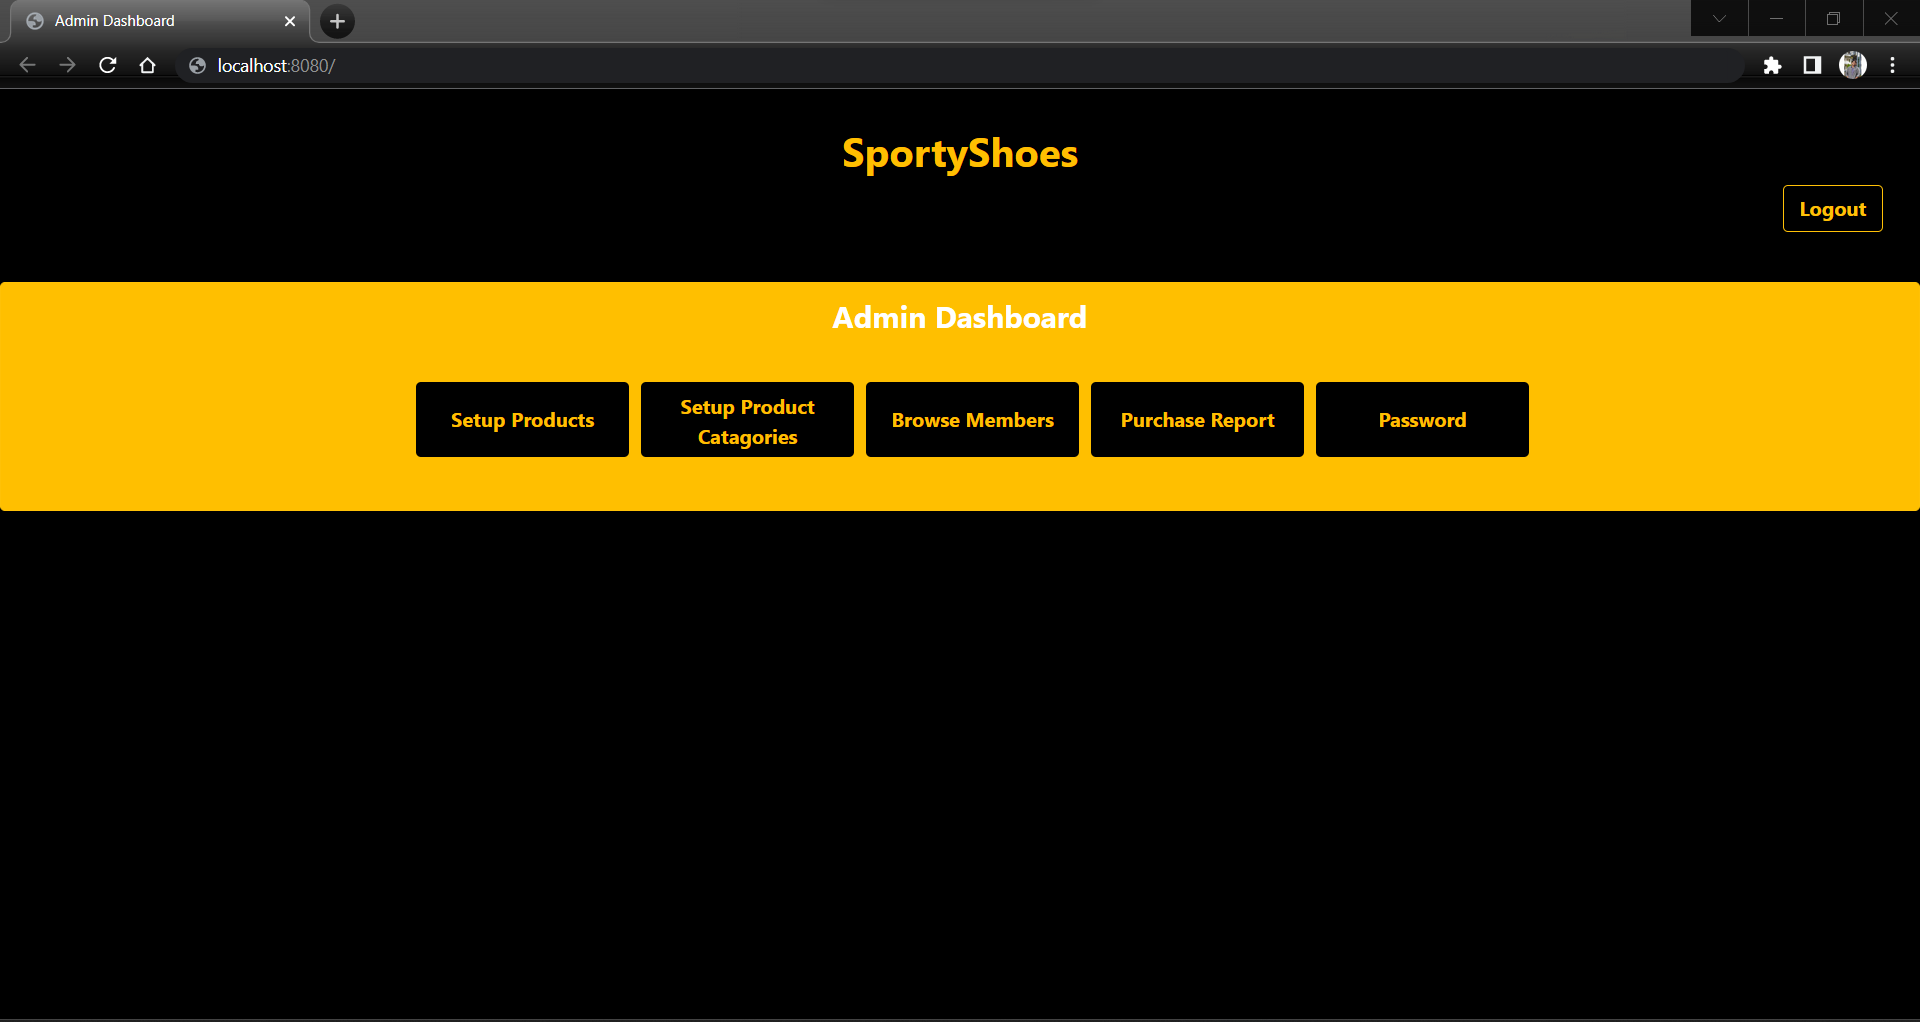 Admin Dashboard
localhost:8080/
SportyShoes
Logout
Admin Dashboard
Setup Products
Setup Product
Catagories
Browse Members
Purchase Report
Password